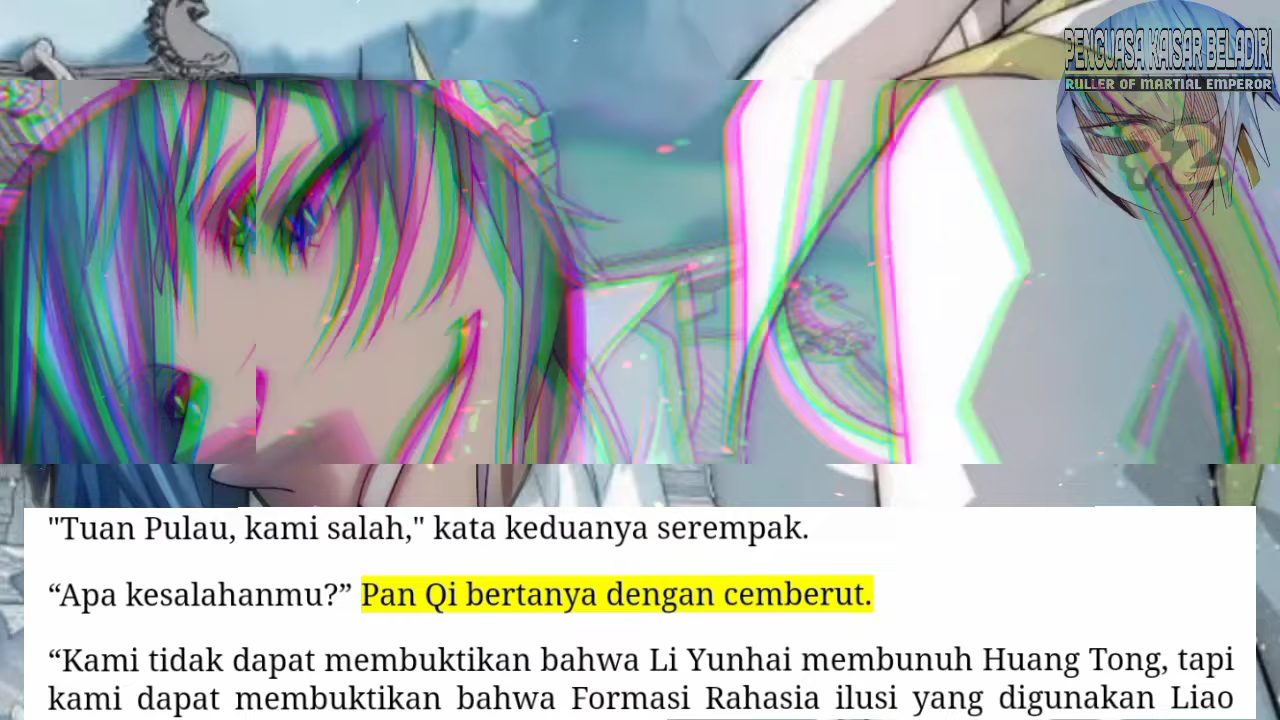 PENGUASA KAISAR BELADIRI
RULLER OF MARTIAL EMPEROR
"Tuan Pulau, kami salah," kata keduanya serempak.
“Apa kesalahanmu?” Pan Qi bertanya dengan cemberut.
“Kami tidak dapat membuktikan bahwa Li Yunhai membunuh Huang Tong, tapi
kami dapat membuktikan bahwa Formasi Rahasia ilusi yang digunakan Liao